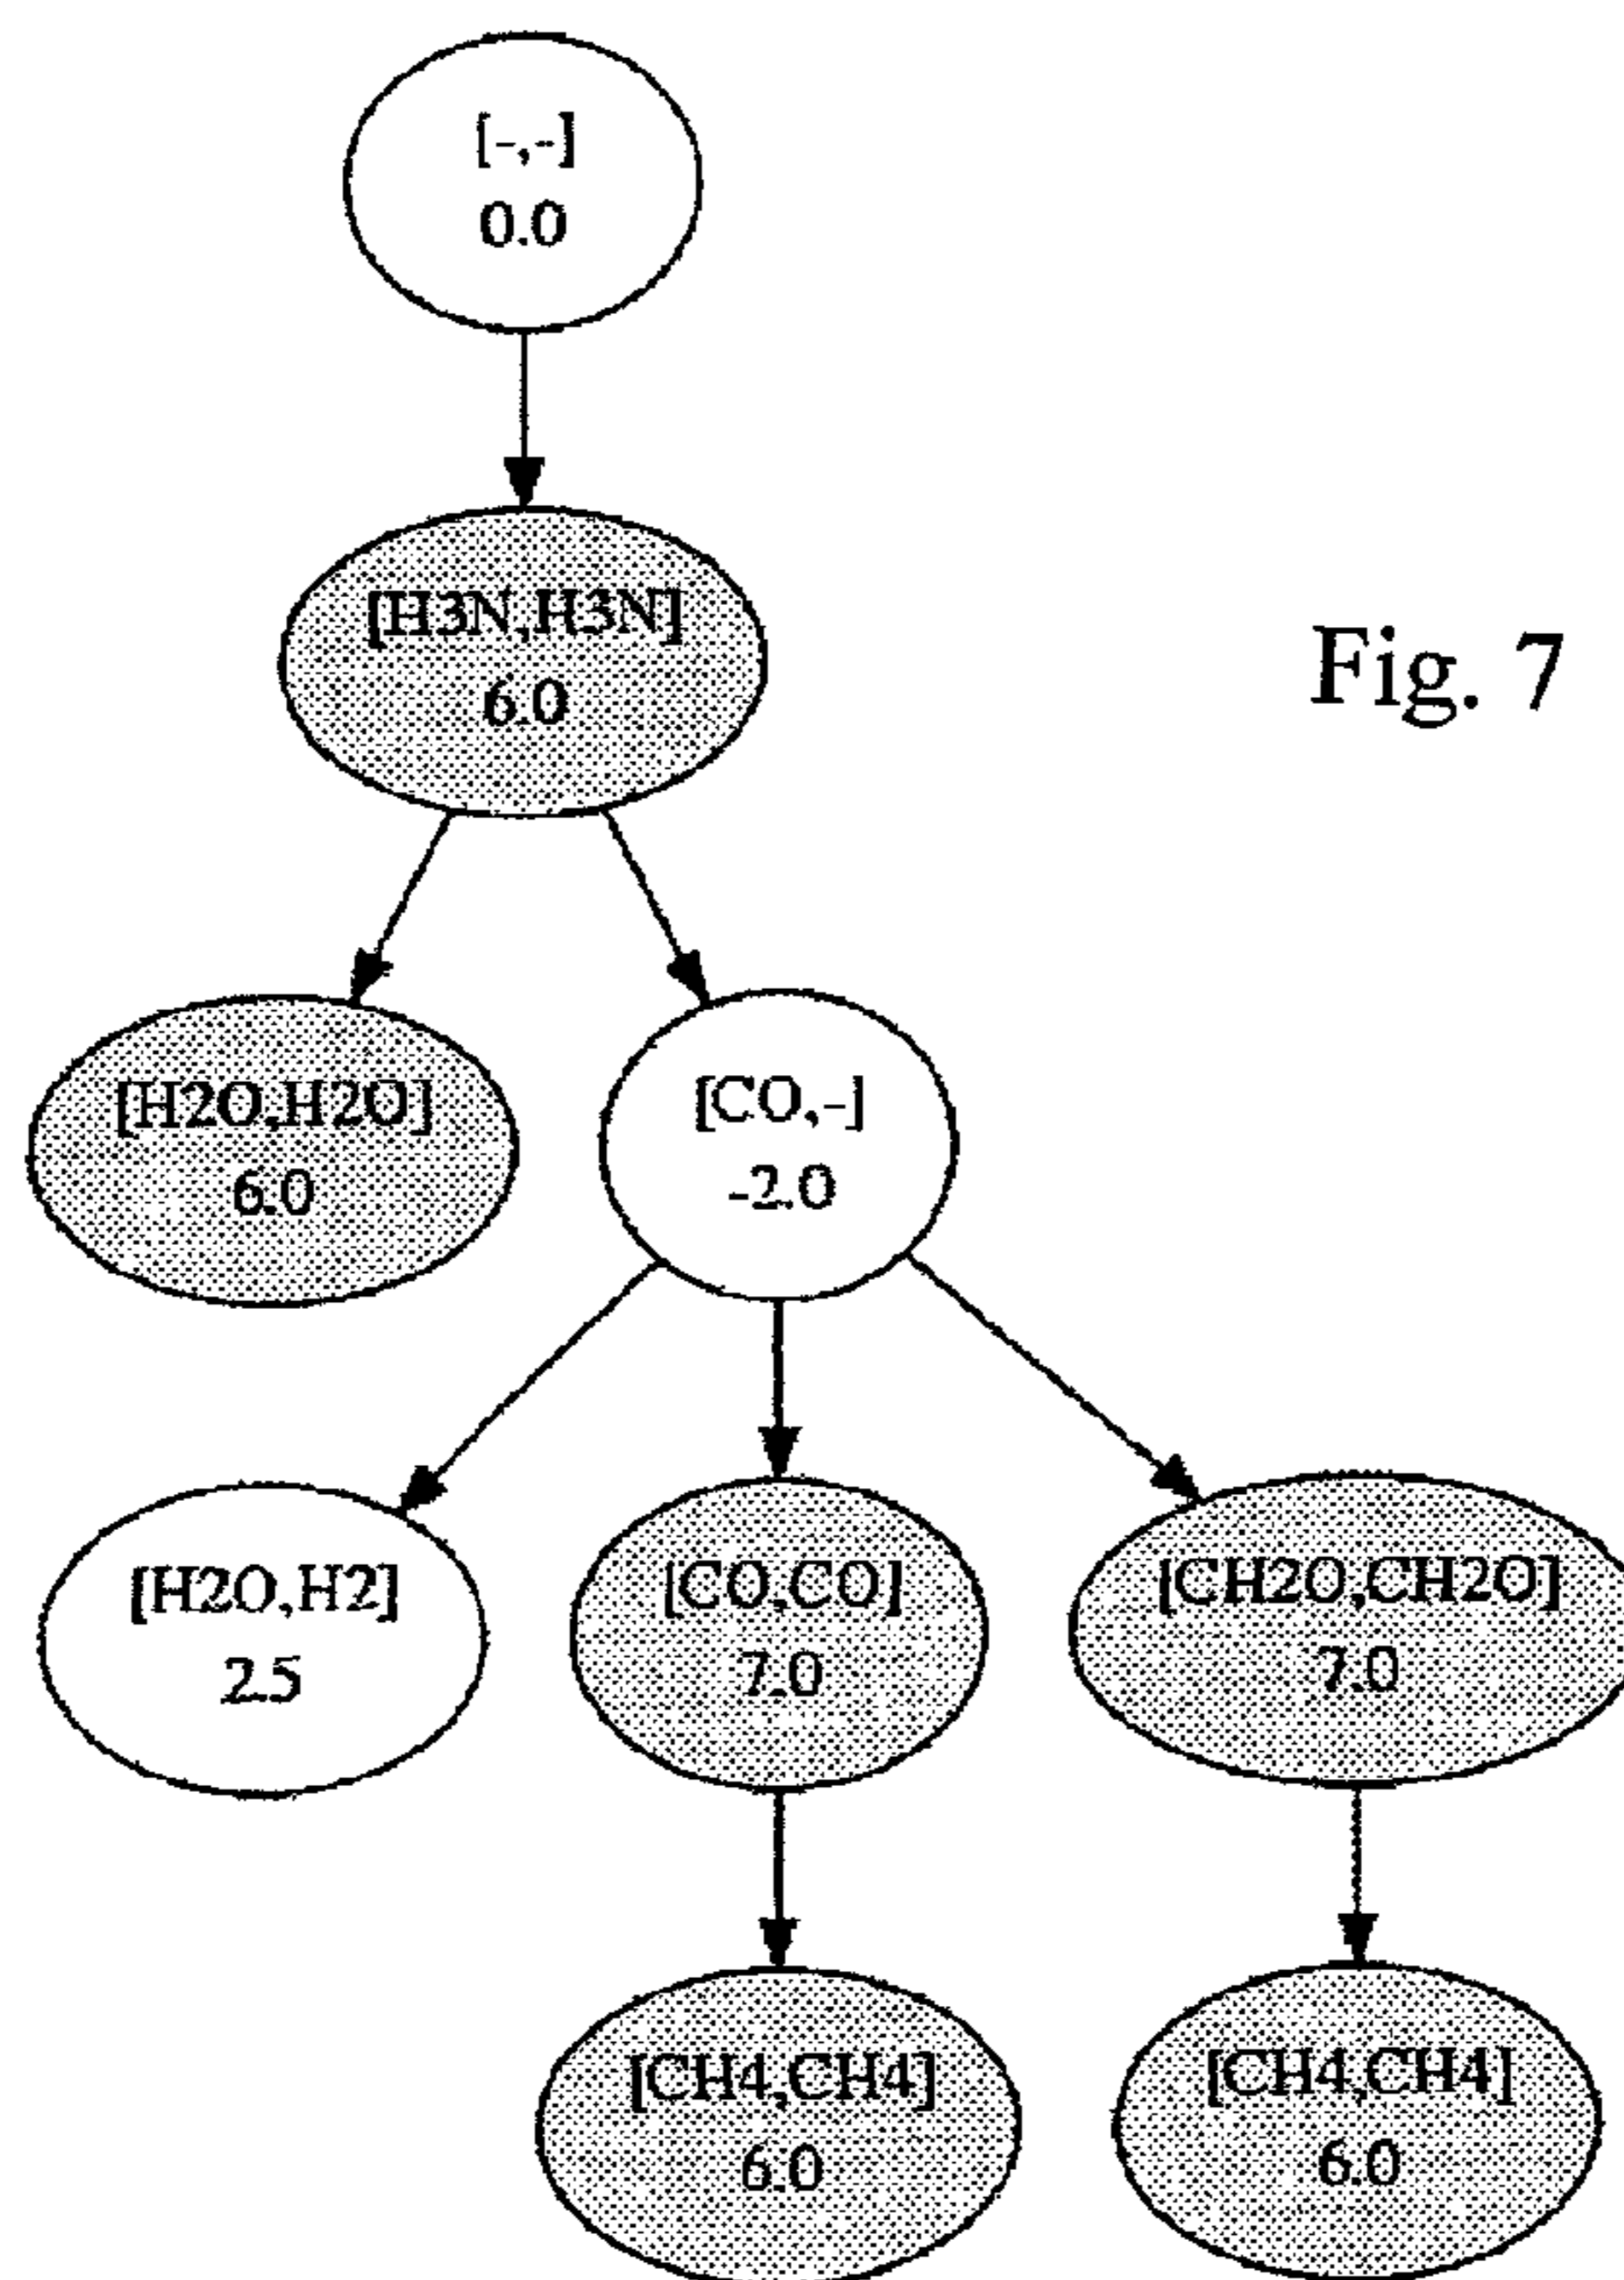 [-,-]
0.0
[H3N,H3N]
6.0
Fig. 7
[H2O,H2O]
6.0
[CO,-]
-2.0
[H2O,H2]
2.5
[CO,CO]
7.0
[CH2O,CH2O]
7.0
[CH4,CH4]
6.0
[CH4,CH4]
6.0